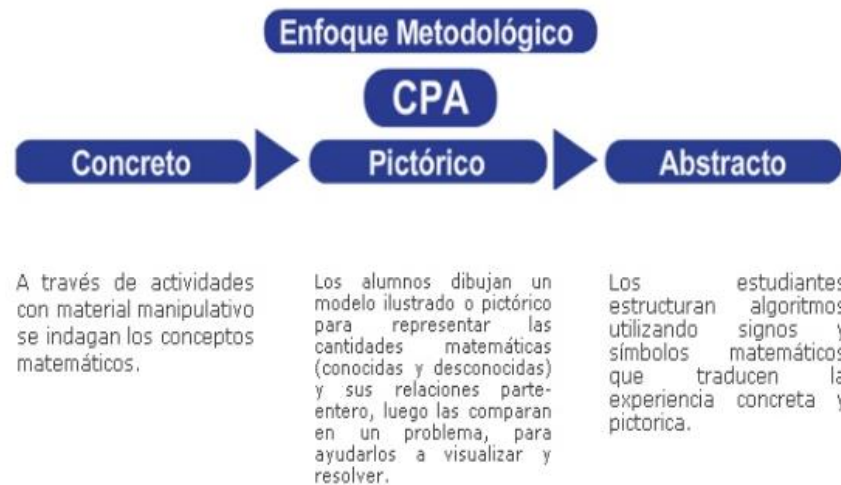 Enfoque Metodológico
CPA
Concreto
Pictórico
Abstracto
A través de actividades
con material manipulativo
se indagan los conceptos
matemáticos.
Los alumnos dibujan un
modelo ilustrado o pictórico
para representar las
cantidades matemáticas
(conocidas y desconocidas)
y sus relaciones parte-
entero, luego las comparan
en un problema, para
ayudarlos a visualizar y
resolver.
Los estudiantes
estructuran algoritmos
utilizando signos y
símbolos matemáticos
que traducen la
experiencia concreta y
pictorica.